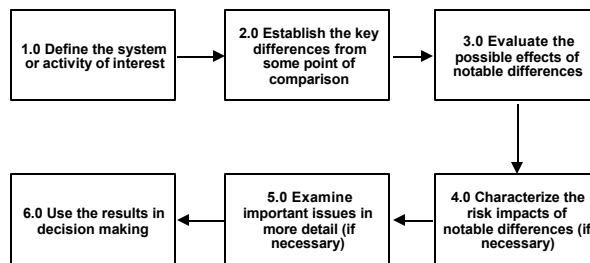 1.0 Define the system
or activity of interest
2.0 Establish the key
differences from
some point of
comparison
3.0 Evaluate the
possible effects of
notable differences
4.0 Characterize the
risk impacts of
notable differences (if
necessary)
5.0 Examine
important issues in
more detail (if
necessary)
6.0 Use the results in
decision making